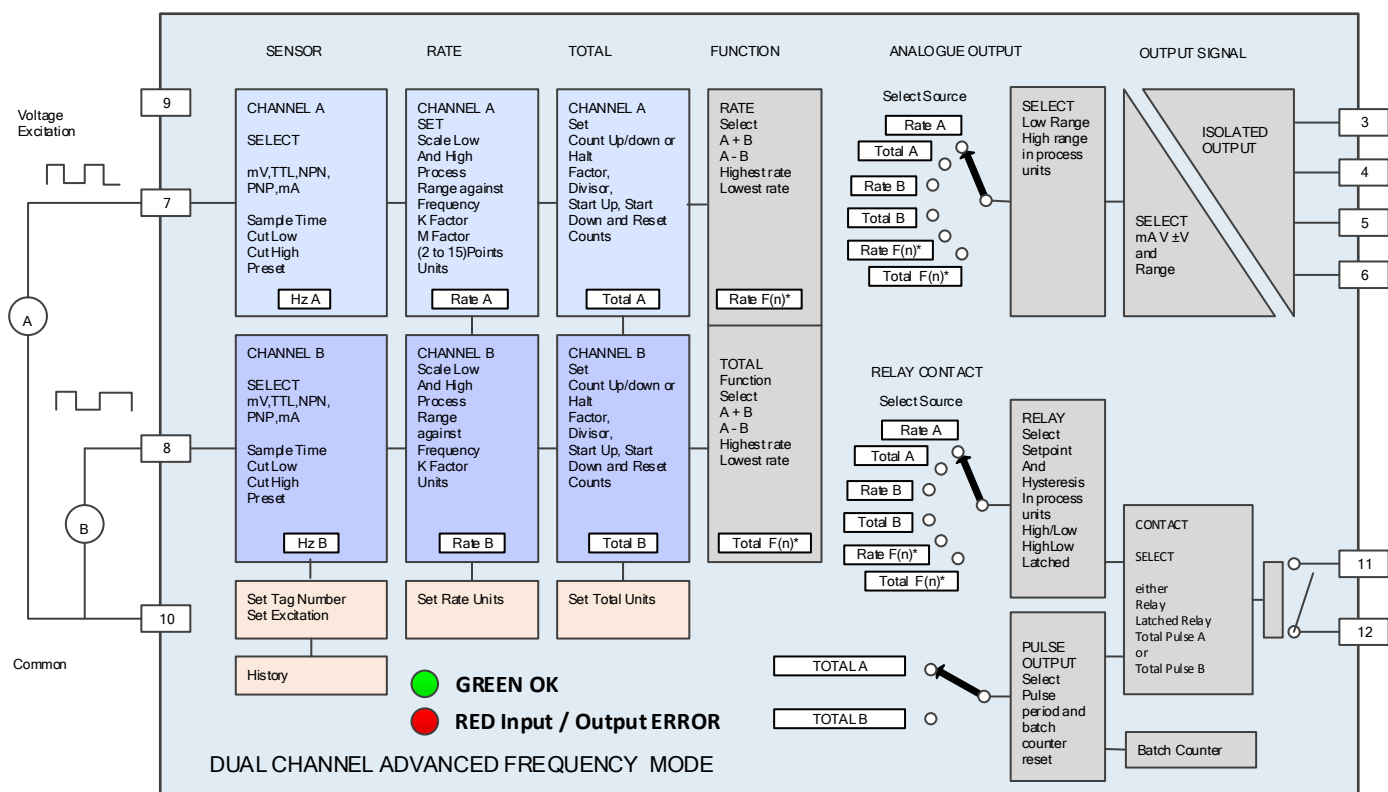 SENSOR
RATE
TOTAL
FUNCTION
ANALOGUE OUTPUT
OUTPUT SIGNAL
Voltage
Excitation
9
7
A
8
B
10
Common
CHANNEL A
SELECT
mV,TTL,NPN,
PNP,mA
Sample Time
Cut Low
Cut High
Preset
Hz A
CHANNEL A
SET
Scale Low
And High
Process
Range against
Frequency
K Factor
M Factor
(2 to 15)Points
Units
Rate A
CHANNEL A
Set
Count Up/down or
Halt
Factor,
Divisor,
Start Up, Start
Down and Reset
Counts
Total A
RATE
Select
A + B
A - B
Highest rate
Lowest rate
Rate F(n)*
Select Source
Rate A
Total A
Rate B
Total B
Rate F(n)*
Total F(n)*
SELECT
Low Range
High range
in process
units
SELECT
mA V ±V
and
Range
ISOLATED
OUTPUT
3
4
5
6
CHANNEL B
SELECT
mV,TTL,NPN,
PNP,mA
Sample Time
Cut Low
Cut High
Preset
Hz B
CHANNEL B
Scale Low
And High
Process
Range
against
Frequency
K Factor
Units
Rate B
CHANNEL B
Set
Count Up/down or
Halt
Factor,
Divisor,
Start Up, Start
Down and Reset
Counts
Total B
TOTAL
Function
Select
A + B
A - B
Highest rate
Lowest rate
Total F(n)*
RELAY CONTACT
Select Source
Rate A
Total A
Rate B
Total B
Rate F(n)*
Total F(n)*
RELAY
Select
Setpoint
And
Hysteresis
In process
units
High/Low
HighLow
Latched
CONTACT
SELECT
either
Relay
Latched Relay
Total Pulse A
or
Total Pulse B
11
12
Set Tag Number
Set Excitation
Set Rate Units
Set Total Units
History
GREEN OK
RED Input / Output ERROR
TOTAL A
TOTAL B
PULSE
OUTPUT
Select
Pulse
period and
batch
counter
reset
Batch Counter
DUAL CHANNEL ADVANCED FREQUENCY MODE